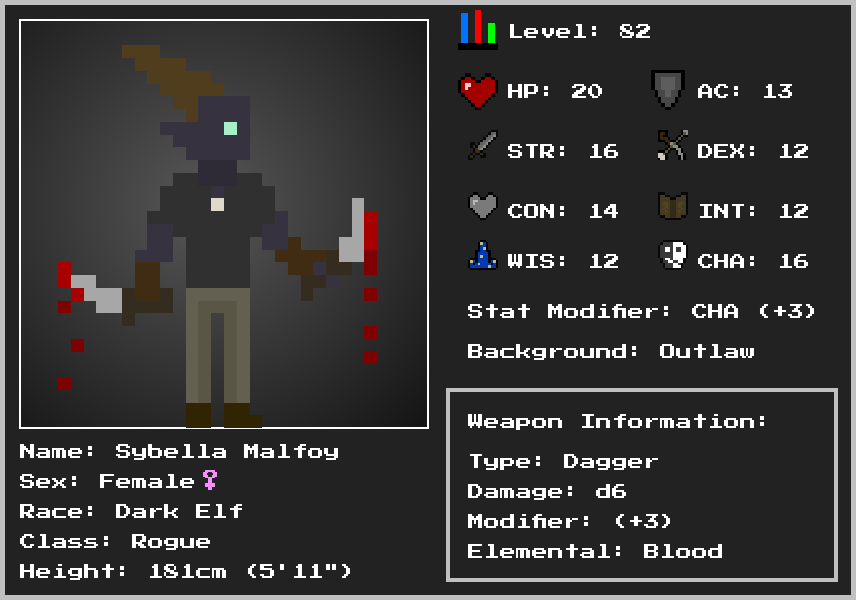 Level: 82
HP: 20 AC: 13
STR: 16 DEX: 12
CON: 14 INT: 12
WIS: 12 CHA: 16
Stat Modifier: CHA (+3)
Background: Outlaw
Weapon Information:
Type: Dagger
Damage: d6
Modifier: (+3)
Elemental: Blood
Name: Sybella Malfoy
Sex: Female♀
Race: Dark Elf
Class: Rogue
Height: 181cm (5'11")